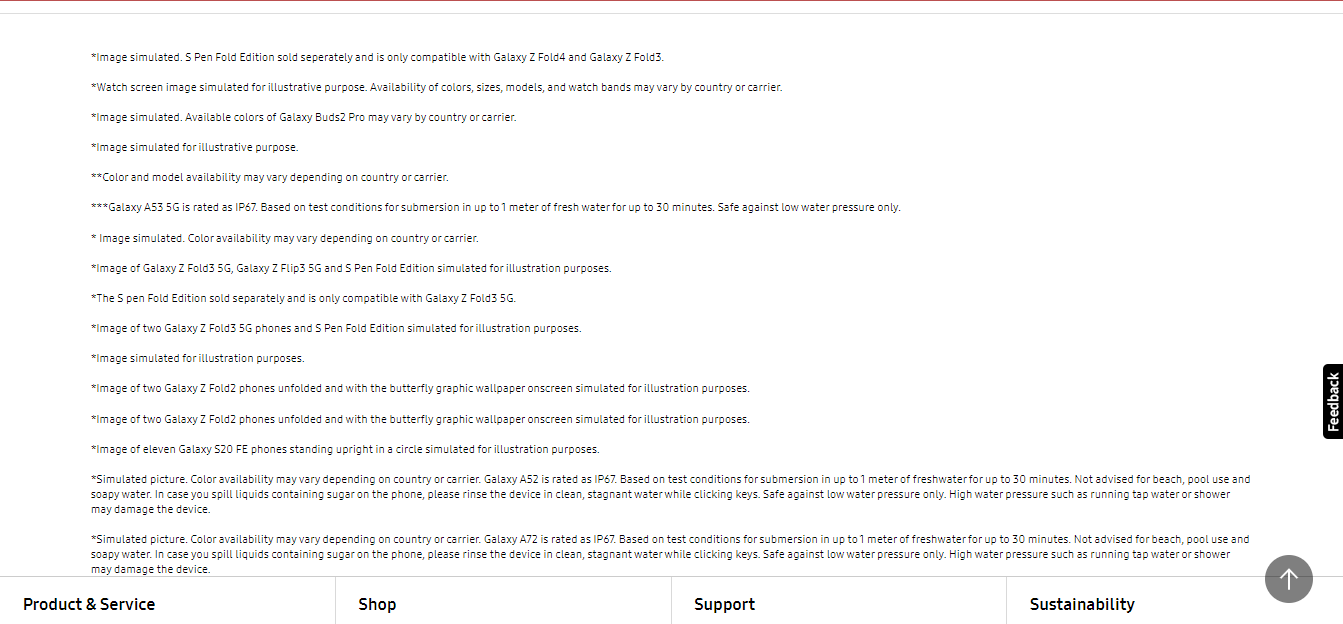 *Image simulated. S Pen Fold Edition sold seperately and is only compatible with Galaxy Z Fold4 and Galaxy Z Fold3.
*Watch screen image simulated for illustrative purpose. Availability of colors, sizes, models, and watch bands may vary by country or carrier.
*Image simulated. Available colors of Galaxy Buds2 Pro may vary by country or carrier.
*Image simulated for illustrative purpose.
**Color and model availability may vary depending on country or carrier.
***Galaxy A53 5G is rated as IP67. Based on test conditions for submersion in up to 1 meter of fresh water for up to 30 minutes. Safe against low water pressure only.
* Image simulated. Color availability may vary depending on country or carrier.
*Image of Galaxy Z Fold3 5G, Galaxy Z Flip3 5G and S Pen Fold Edition simulated for illustration purposes.
*The S pen Fold Edition sold separately and is only compatible with Galaxy Z Fold3 5G.
*Image of two Galaxy Z Fold3 5G phones and S Pen Fold Edition simulated for illustration purposes.
*Image simulated for illustration purposes.
*Image of two Galaxy Z Fold2 phones unfolded and with the butterfly graphic wallpaper onscreen simulated for illustration purposes.
*Image of two Galaxy Z Fold2 phones unfolded and with the butterfly graphic wallpaper onscreen simulated for illustration purposes.
*Image of eleven Galaxy S20 FE phones standing upright in a circle simulated for illustration purposes.
*Simulated picture. Color availability may vary depending on country or carrier. Galaxy A52 is rated as IP67. Based on test conditions for submersion in up to 1 meter of freshwater for up to 30 minutes. Not advised for beach, pool use and
soapy water. In case you spill liquids containing sugar on the phone, please rinse the device in clean, stagnant water while clicking keys. Safe against low water pressure only. High water pressure such as running tap water or shower
may damage the device.
*Simulated picture. Color availability may vary depending on country or carrier. Galaxy A72 is rated as IP67. Based on test conditions for submersion in up to 1 meter of freshwater for up to 30 minutes. Not advised for beach, pool use and
soapy water. In case you spill liquids containing sugar on the phone, please rinse the device in clean, stagnant water while clicking keys. Safe against low water pressure only. High water pressure such as running tap water or shower
may damage the device.
Feedback
Product & Service
Shop
Support
Sustainability